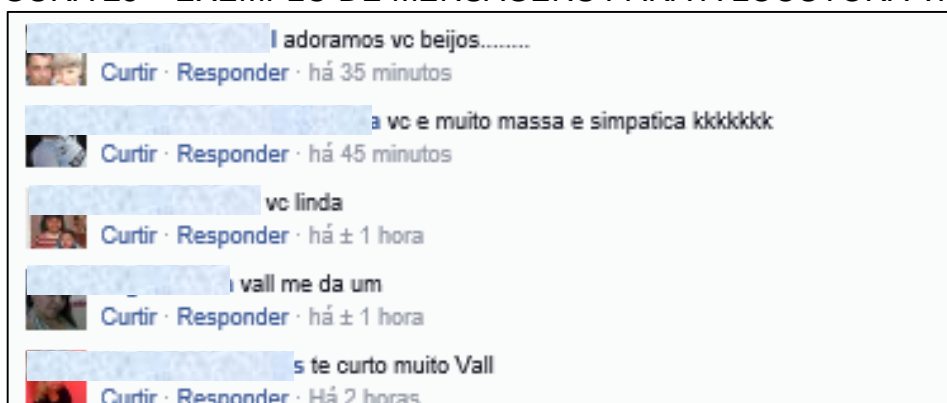 l adoramos vc beijos........
Curtir · Responder · há 35 minutos
a vc e muito massa e simpatica kkkkkkk
Curtir · Responder · há 45 minutos
vc linda
Curtir · Responder · há ± 1 hora
vall me da um
Curtir · Responder · há ± 1 hora
s te curto muito Vall
Curtir · Responder · Há 2 horas